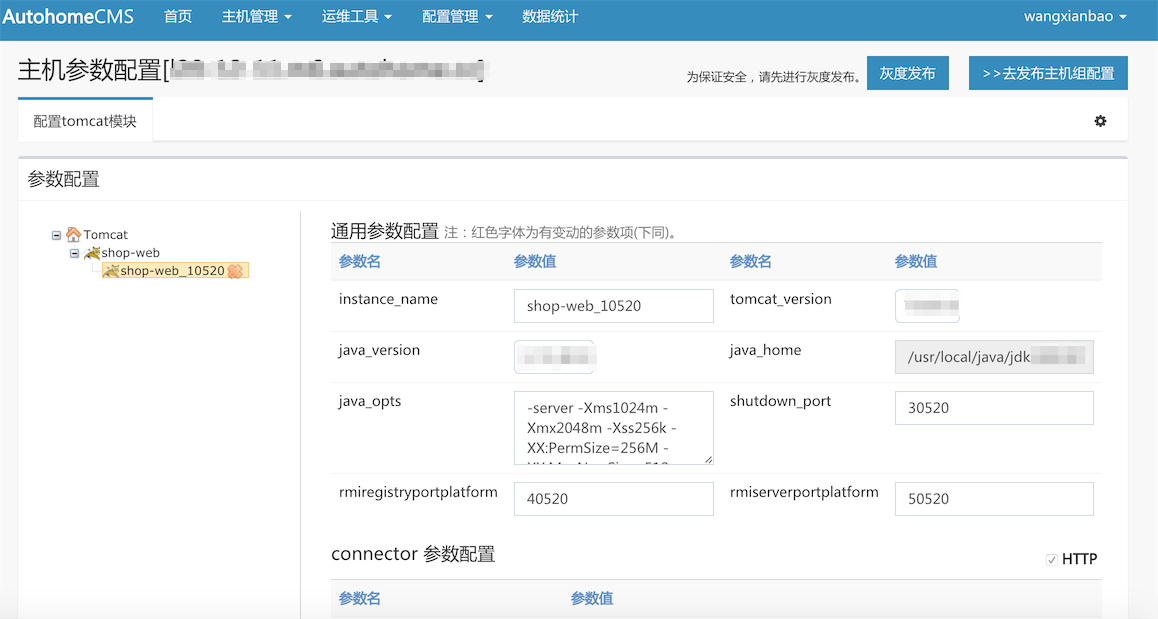 AutohomeCMS 首页 主机管理 运维工具 配置管理 数据统计 wangxianbao
主机参数配置[
为保证安全，请先进行灰度发布。 灰度发布 >>去发布主机组配置
配置tomcat模块
参数配置
Tomcat
shop-web
shop-web_10520
通用参数配置 注：红色字体为有变动的参数项(下同)。
参数名 参数值 参数名 参数值
instance_name shop-web_10520 tomcat_version
java_version java_home /usr/local/java/jdk
java_opts -server -Xms1024m -
Xmx2048m -Xss256k -
XX:PermSize=256M -
shutdown_port 30520
rmiregistryportplatform 40520 rmiserverportplatform 50520
connector 参数配置 HTTP
参数名 参数值